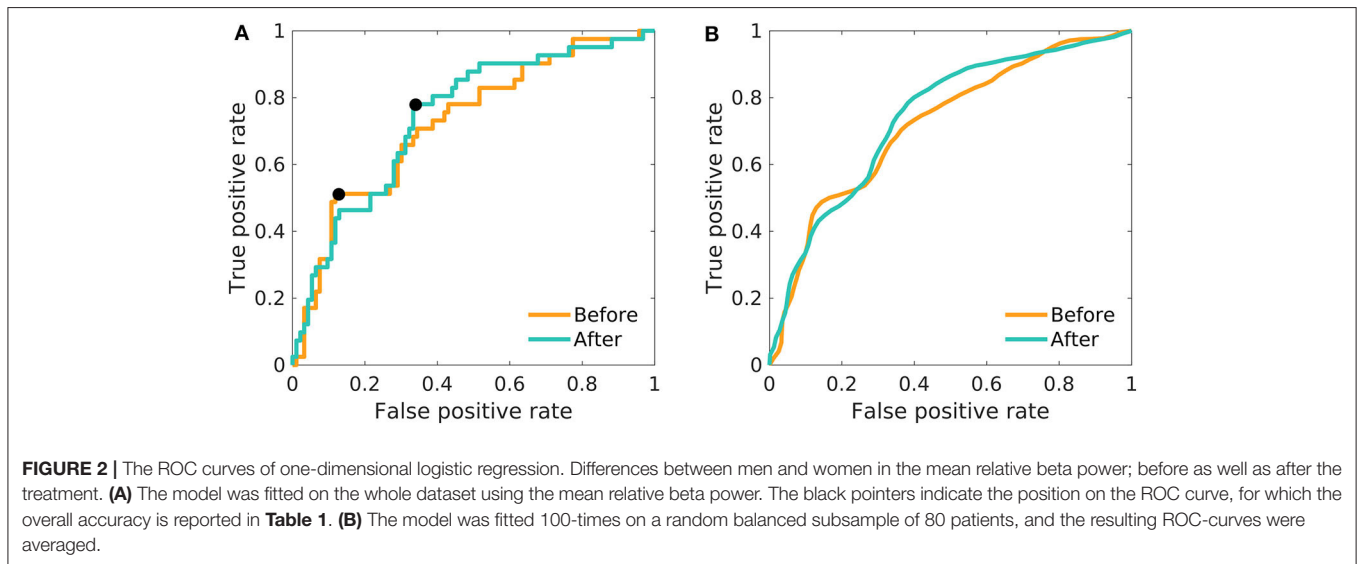 A
1
0.8
0.6
0.4
0.2
0
True positive rate
0 0.2 0.4 0.6 0.8 1
False positive rate
Before
After
B
1
0.8
0.6
0.4
0.2
0
True positive rate
0 0.2 0.4 0.6 0.8 1
False positive rate
Before
After
FIGURE 2 | The ROC curves of one-dimensional logistic regression. Differences between men and women in the mean relative beta power; before as well as after the
treatment. (A) The model was fitted on the whole dataset using the mean relative beta power. The black pointers indicate the position on the ROC curve, for which the
overall accuracy is reported in Table 1. (B) The model was fitted 100-times on a random balanced subsample of 80 patients, and the resulting ROC-curves were
averaged.